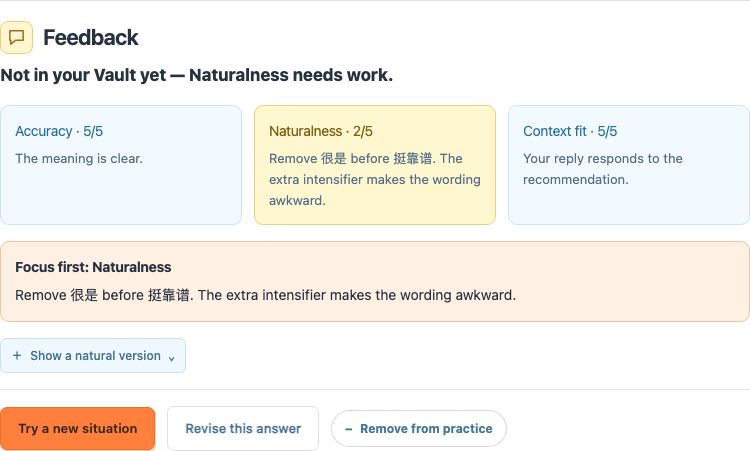 Feedback
Not in your Vault yet — Naturalness needs work.
Accuracy · 5/5
The meaning is clear.
Naturalness · 2/5
Remove 很是 before 挺靠谱. The
extra intensifier makes the wording
awkward.
Context fit · 5/5
Your reply responds to the
recommendation.
Focus first: Naturalness
Remove 很是 before 挺靠谱. The extra intensifier makes the wording awkward.
+ Show a natural version
Try a new situation
Revise this answer
− Remove from practice